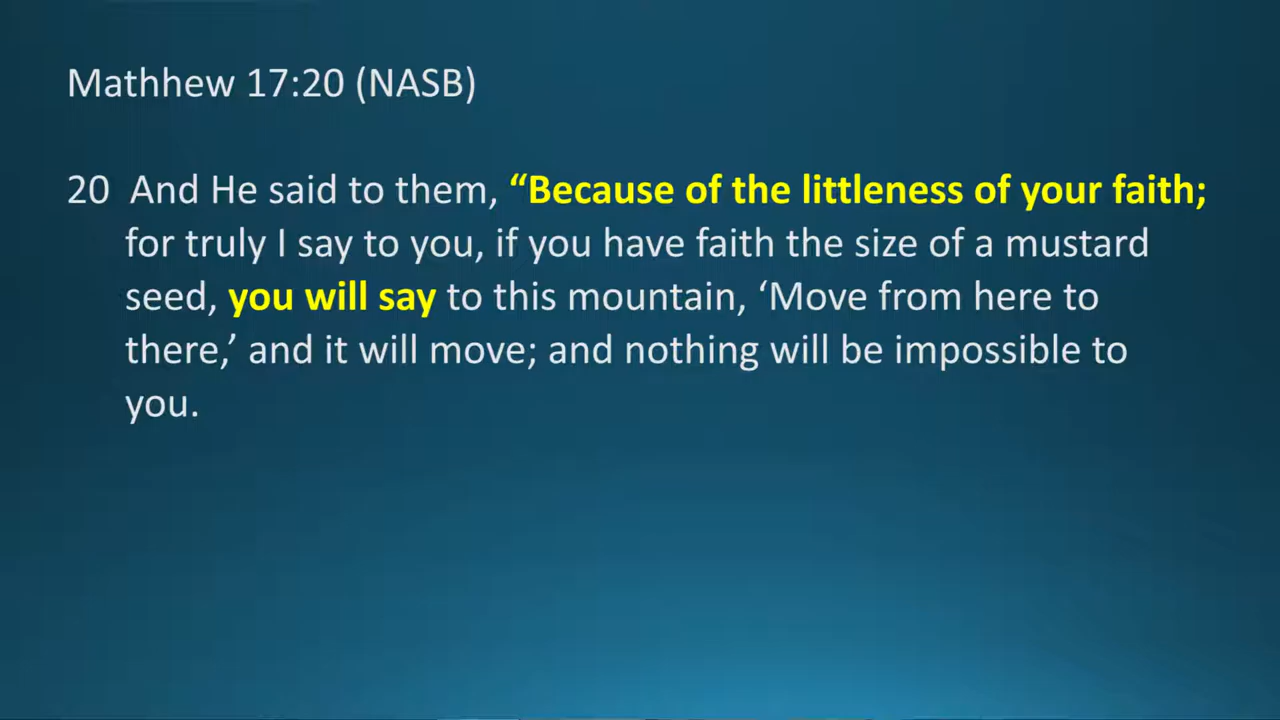 Mathhew 17:20 (NASB)
20 And He said to them, “Because of the littleness of your faith;
for truly I say to you, if you have faith the size of a mustard
seed, you will say to this mountain, ‘Move from here to
there,’ and it will move; and nothing will be impossible to
you.